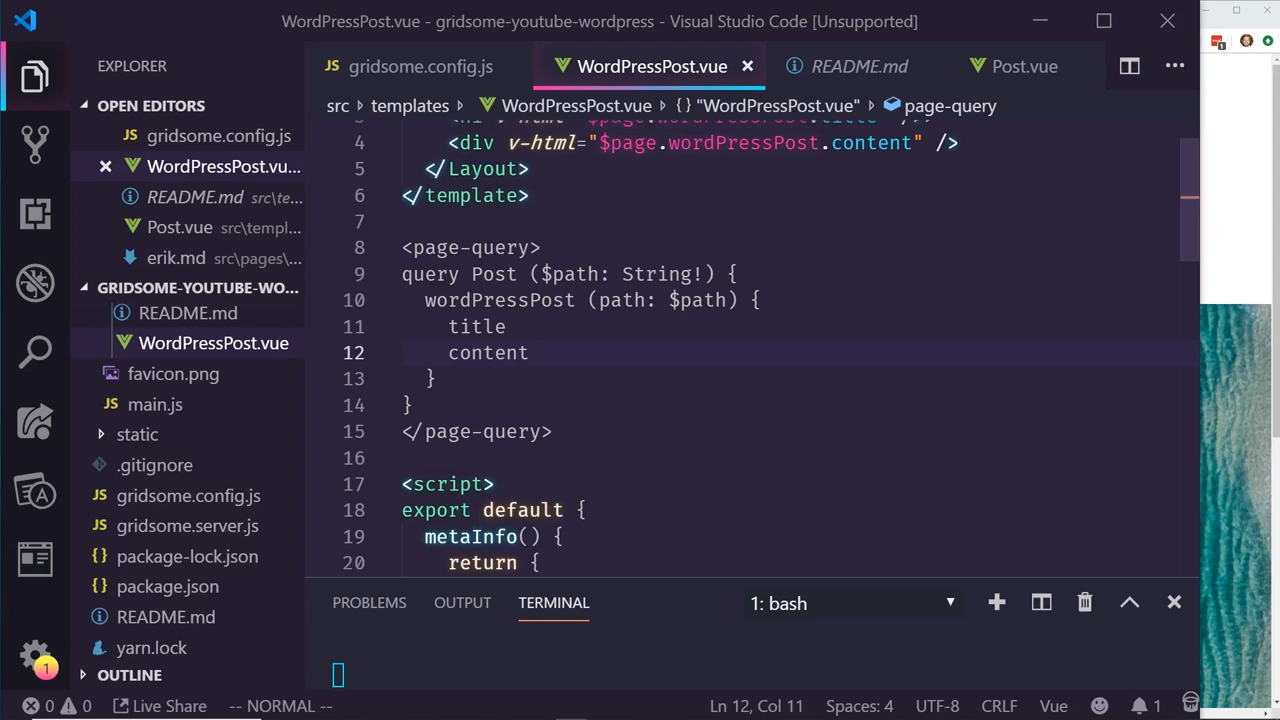 WordPressPost.vue - gridsome-youtube-wordpress - Visual Studio Code [Unsupported]
EXPLORER
JS gridsome.config.js
WordPressPost.vue ×
README.md
Post.vue
OPEN EDITORS
src > templates > WordPressPost.vue > {} "WordPressPost.vue" > page-query
JS gridsome.config.js
WordPressPost.vu...
README.md src\te...
Post.vue src\templ...
erik.md src\pages\...
GRIDSOME-YOUTUBE-WO...
README.md
WordPressPost.vue
favicon.png
JS main.js
static
.gitignore
JS gridsome.config.js
JS gridsome.server.js
{} package-lock.json
{} package.json
README.md
yarn.lock
OUTLINE
4 <div v-html="$page.wordPressPost.content" />
5 </Layout>
6 </template>
7
8 <page-query>
9 query Post ($path: String!) {
10 wordPressPost (path: $path) {
11 title
12 content
13 }
14 }
15 </page-query>
16
17 <script>
18 export default {
19 metaInfo() {
20 return {
PROBLEMS OUTPUT TERMINAL 1: bash
1
0 0 Live Share -- NORMAL -- Ln 12, Col 11 Spaces: 4 UTF-8 CRLF Vue 1